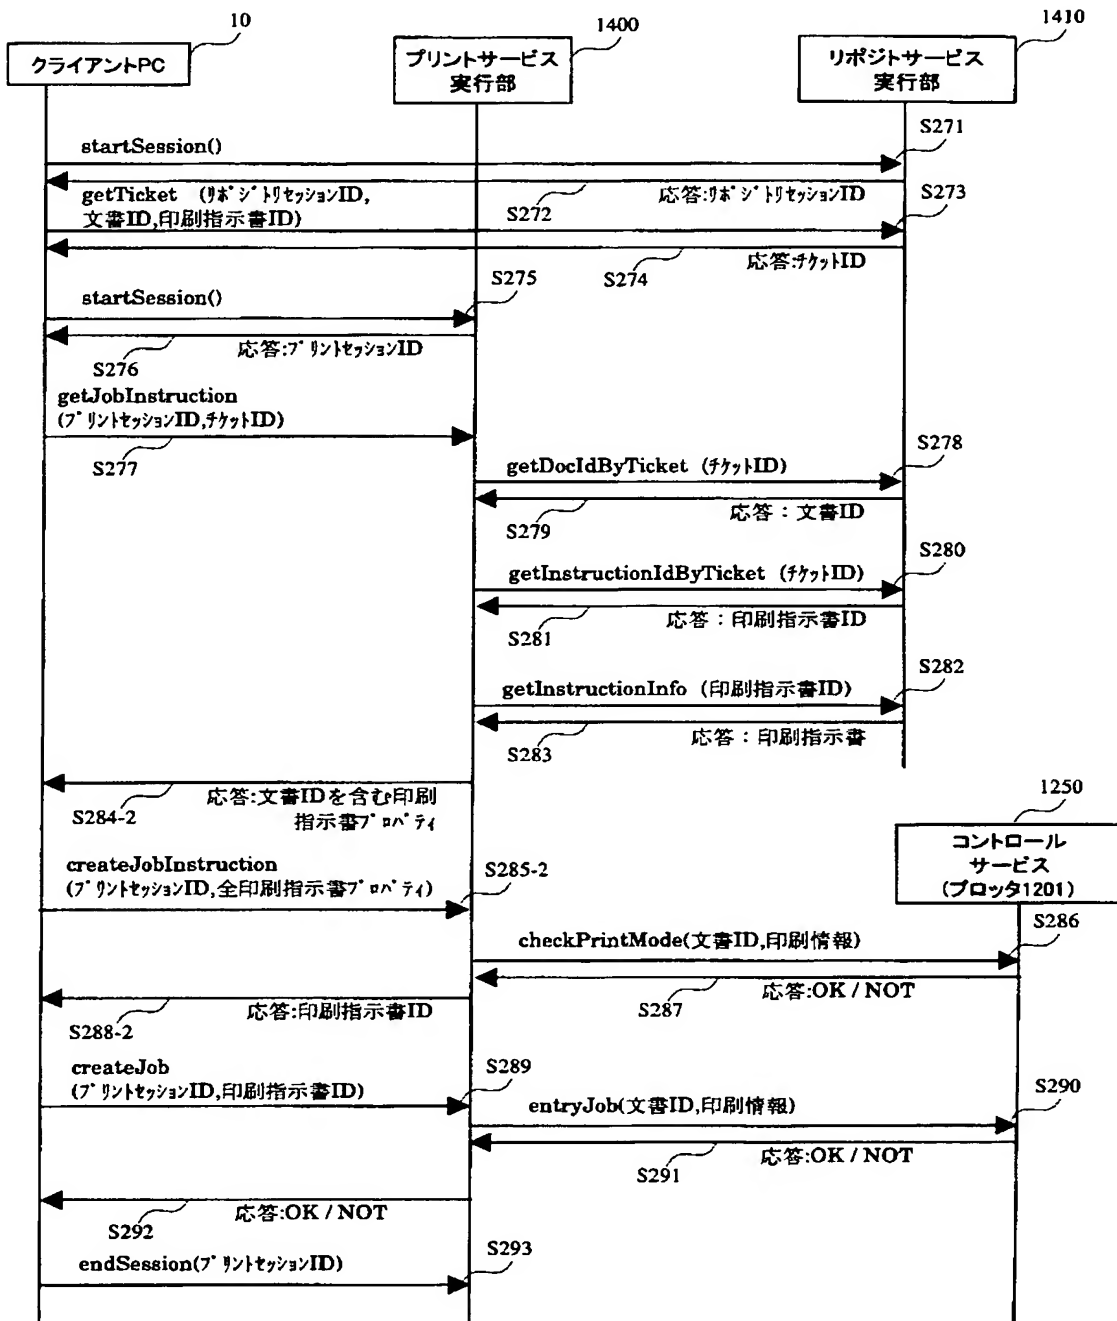 10
1400
1410
クライアントPC
プリントサービス
実行部
リポジトサービス
実行部
startSession()
S271
getTicket (ﾘﾎﾟｼﾞﾄﾘｾｯｼｮﾝID,
文書ID,印刷指示書ID)
応答:ﾘﾎﾟｼﾞﾄﾘｾｯｼｮﾝID
S272
S273
応答:ﾁｹｯﾄID
S274
startSession()
S275
応答:ﾌﾟﾘﾝﾄｾｯｼｮﾝID
S276
getJobInstruction
(ﾌﾟﾘﾝﾄｾｯｼｮﾝID,ﾁｹｯﾄID)
S277
getDocIdByTicket (ﾁｹｯﾄID)
S278
応答：文書ID
S279
getInstructionIdByTicket (ﾁｹｯﾄID)
S280
応答：印刷指示書ID
S281
getInstructionInfo (印刷指示書ID)
S282
応答：印刷指示書
S283
応答:文書IDを含む印刷
指示書ﾌﾟﾛﾊﾟﾃｨ
S284-2
1250
コントロール
サービス
(プロッタ1201)
createJobInstruction
(ﾌﾟﾘﾝﾄｾｯｼｮﾝID,全印刷指示書ﾌﾟﾛﾊﾟﾃｨ)
S285-2
checkPrintMode(文書ID,印刷情報)
S286
応答:OK / NOT
S287
応答:印刷指示書ID
S288-2
createJob
(ﾌﾟﾘﾝﾄｾｯｼｮﾝID,印刷指示書ID)
S289
entryJob(文書ID,印刷情報)
S290
応答:OK / NOT
S291
応答:OK / NOT
S292
endSession(ﾌﾟﾘﾝﾄｾｯｼｮﾝID)
S293